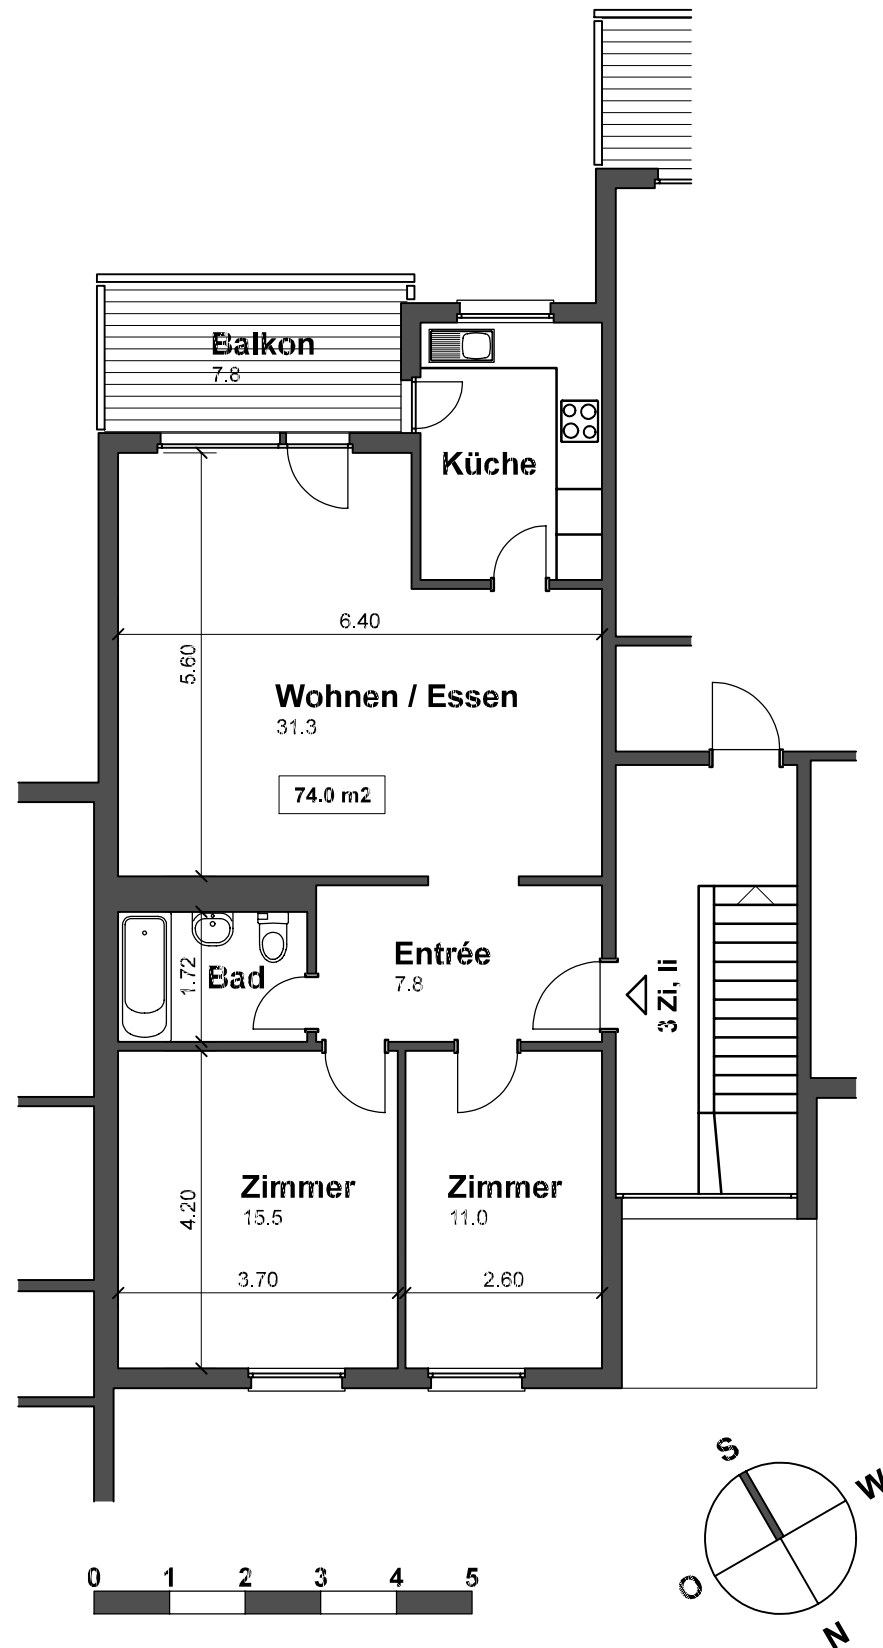 Balkon
7.8
Küche
6.40
5.60
Wohnen / Essen
31.3
74.0 m2
Entrée
7.8
1.72
Bad
3 Zi, li
Zimmer
15.5
Zimmer
11.0
4.20
3.70
2.60
S
W
O
N
0 1 2 3 4 5